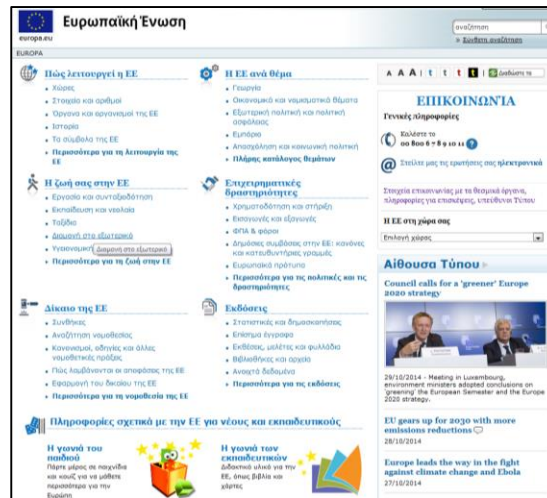 Ευρωπαϊκή Ένωση
europa.eu
αναζήτηση
Σύνθετη αναζήτηση
EUROPA
Πώς λειτουργεί η ΕΕ
Χώρες
Στοιχεία και αριθμοί
Όργανα και οργανισμοί της ΕΕ
Ιστορία
Τα σύμβολα της ΕΕ
Περισσότερα για τη λειτουργία της
ΕΕ
Η ΕΕ ανά θέμα
Γεωργία
Οικονομικά και νομισματικά θέματα
Εξωτερική πολιτική και πολιτική
ασφάλειας
Εμπόριο
Απασχόληση και κοινωνική πολιτική
Πλήρης κατάλογος θεμάτων
Η ζωή σας στην ΕΕ
Εργασία και συνταξιοδότηση
Εκπαίδευση και νεολαία
Ταξίδια
Διαμονή στο εξωτερικό
Υγειονομική
Διαμονή στο εξωτερικό
Περισσότερα για τη ζωή στην ΕΕ
Επιχειρηματικές
δραστηριότητες
Χρηματοδότηση και στήριξη
Εισαγωγές και εξαγωγές
ΦΠΑ & φόροι
Δημόσιες συμβάσεις στην ΕΕ: κανόνες
και κατευθυντήριες γραμμές
Ευρωπαϊκά πρότυπα
Περισσότερα για τις πολιτικές και τις
δραστηριότητες
Δίκαιο της ΕΕ
Συνθήκες
Αναζήτηση νομοθεσίας
Κανονισμοί, οδηγίες και άλλες
νομοθετικές πράξεις
Πώς λαμβάνονται οι αποφάσεις της ΕΕ
Εφαρμογή του δικαίου της ΕΕ
Περισσότερα για τη νομοθεσία της ΕΕ
Εκδόσεις
Στατιστικές και δημοσκοπήσεις
Επίσημα έγγραφα
Εκθέσεις, μελέτες και φυλλάδια
Βιβλιοθήκες και αρχεία
Ανοιχτά δεδομένα
Περισσότερα για τις εκδόσεις
Πληροφορίες σχετικά με την ΕΕ για νέους και εκπαιδευτικούς
Η γωνιά του
παιδιού
Πάρτε μέρος σε παιχνίδια
και κουίζ για να μάθετε
περισσότερα για την
Ευρώπη
Η γωνιά των
εκπαιδευτικών
Διδακτικό υλικό για την
ΕΕ, όπως βιβλία και
χάρτες
A A A | t t t t | Διαδώστε το
ΕΠΙΚΟΙΝΩΝΊΑ
Γενικές πληροφορίες
Καλέστε το
00 800 6 7 8 9 10 11 ?
@ Στείλτε μας τις ερωτήσεις σας ηλεκτρονικά
Στοιχεία επικοινωνίας με τα θεσμικά όργανα,
πληροφορίες για επισκέψεις, υπεύθυνοι Τύπου
Η ΕΕ στη χώρα σας
Επιλογή χώρας
Αίθουσα Τύπου
Council calls for a 'greener' Europe
2020 strategy
29/10/2014 - Meeting in Luxembourg,
environment ministers adopted conclusions on
'greening' the European Semester and the Europe
2020 strategy.
EU gears up for 2030 with more
emissions reductions
28/10/2014
Europe leads the way in the fight
against climate change and Ebola
27/10/2014